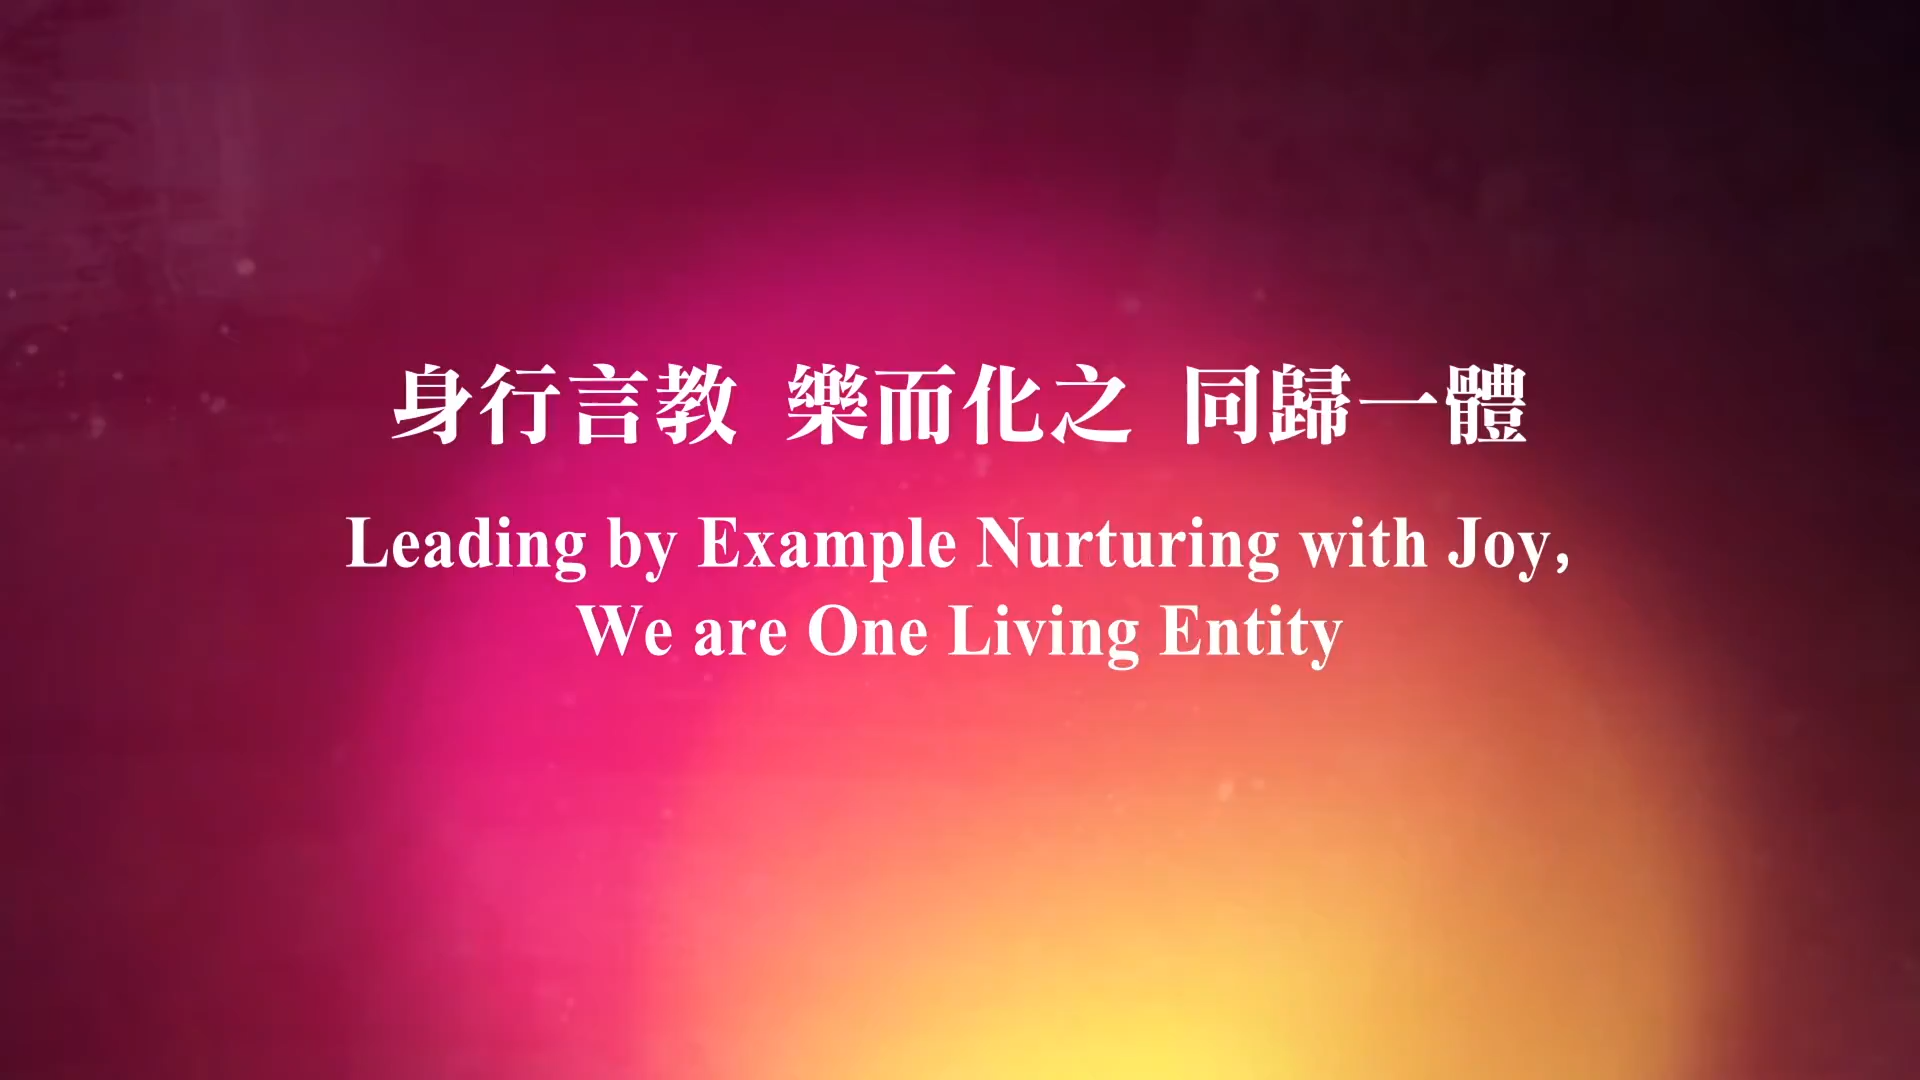 身行言教 樂而化之 同歸一體
Leading by Example Nurturing with Joy,
We are One Living Entity